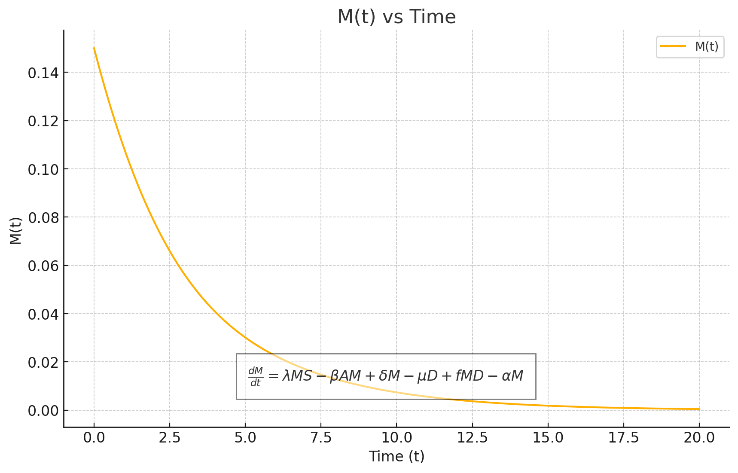 M(t) vs Time
M(t)
0.14
0.12
0.10
0.08
0.06
0.04
0.02
0.00
M(t)
dM/dt = λMS − βAM + δM − μD + fMD − αM
0.0 2.5 5.0 7.5 10.0 12.5 15.0 17.5 20.0
Time (t)